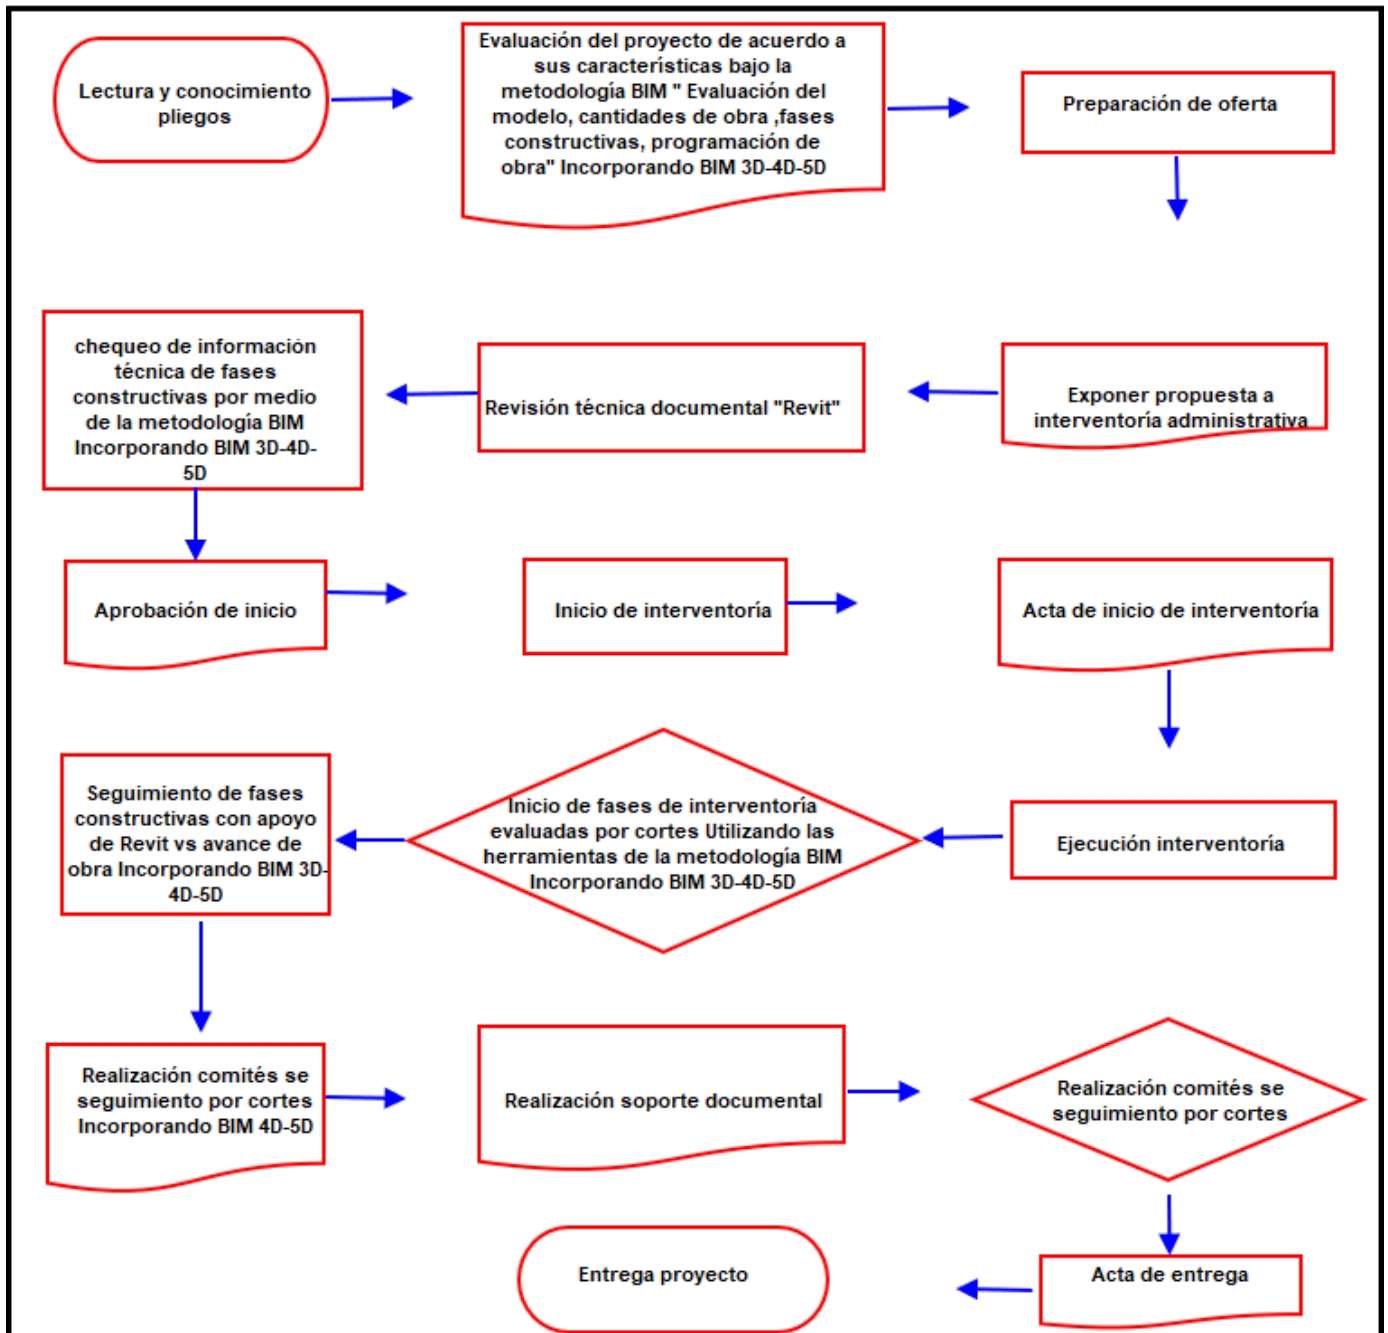 Lectura y conocimiento
pliegos
Evaluación del proyecto de acuerdo a
sus características bajo la
metodología BIM " Evaluación del
modelo, cantidades de obra ,fases
constructivas, programación de
obra" Incorporando BIM 3D-4D-5D
Preparación de oferta
chequeo de información
técnica de fases
constructivas por medio
de la metodología BIM
Incorporando BIM 3D-4D-
5D
Revisión técnica documental "Revit"
Exponer propuesta a
interventoría administrativa
Aprobación de inicio
Inicio de interventoría
Acta de inicio de interventoría
Seguimiento de fases
constructivas con apoyo
de Revit vs avance de
obra Incorporando BIM 3D-
4D-5D
Inicio de fases de interventoría
evaluadas por cortes Utilizando las
herramientas de la metodología BIM
Incorporando BIM 3D-4D-5D
Ejecución interventoría
Realización comités se
seguimiento por cortes
Incorporando BIM 4D-5D
Realización soporte documental
Realización comités se
seguimiento por cortes
Entrega proyecto
Acta de entrega